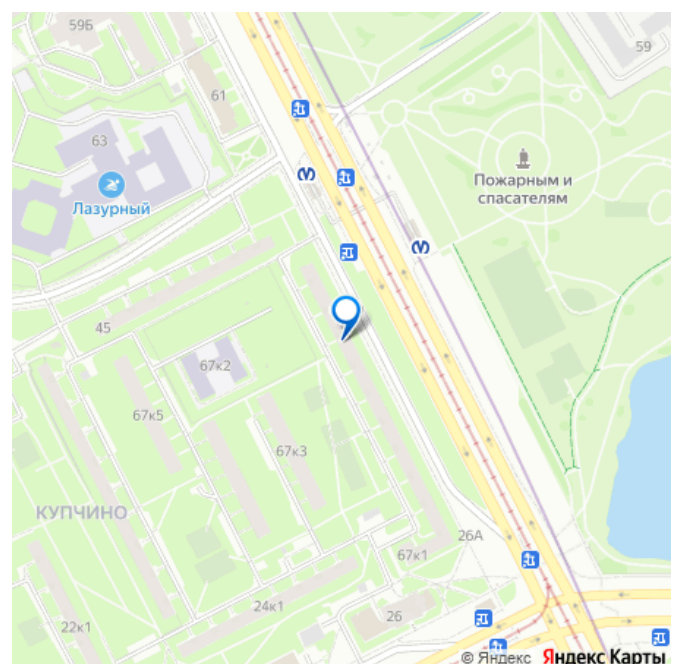 59Б
59
61
63
Лазурный
Пожарным и
спасателям
45
67к2
67к5
67к3
КУПЧИНО
26А
67к1
24к1
26
22к1
© Яндекс Яндекс Карты